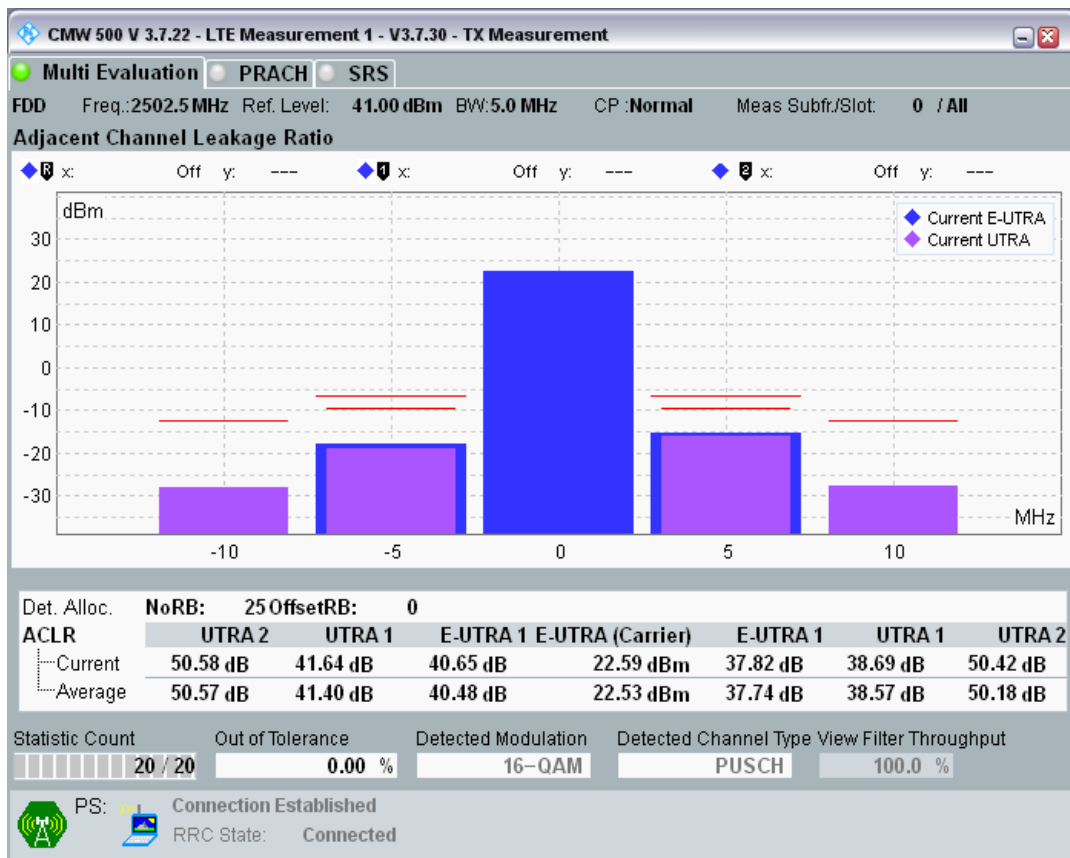 CMW 500 V 3.7.22 - LTE Measurement 1 - V3.7.30 - TX Measurement
Multi Evaluation PRACH SRS
FDD Freq.:2502.5 MHz Ref. Level: 41.00 dBm BW:5.0 MHz CP :Normal Meas Subfr./Slot: 0 / All
Adjacent Channel Leakage Ratio
R x: Off y: --- 1 x: Off y: --- 2 x: Off y: ---
dBm
Current E-UTRA
Current UTRA
30
20
10
0
-10
-20
-30
MHz
-10 -5 0 5 10
Det. Alloc. NoRB: 25 OffsetRB: 0
ACLR UTRA 2 UTRA 1 E-UTRA 1 E-UTRA (Carrier) E-UTRA 1 UTRA 1 UTRA 2
Current 50.58 dB 41.64 dB 40.65 dB 22.59 dBm 37.82 dB 38.69 dB 50.42 dB
Average 50.57 dB 41.40 dB 40.48 dB 22.53 dBm 37.74 dB 38.57 dB 50.18 dB
Statistic Count Out of Tolerance Detected Modulation Detected Channel Type View Filter Throughput
20 / 20 0.00 % 16-QAM PUSCH 100.0 %
PS: Connection Established
RRC State: Connected